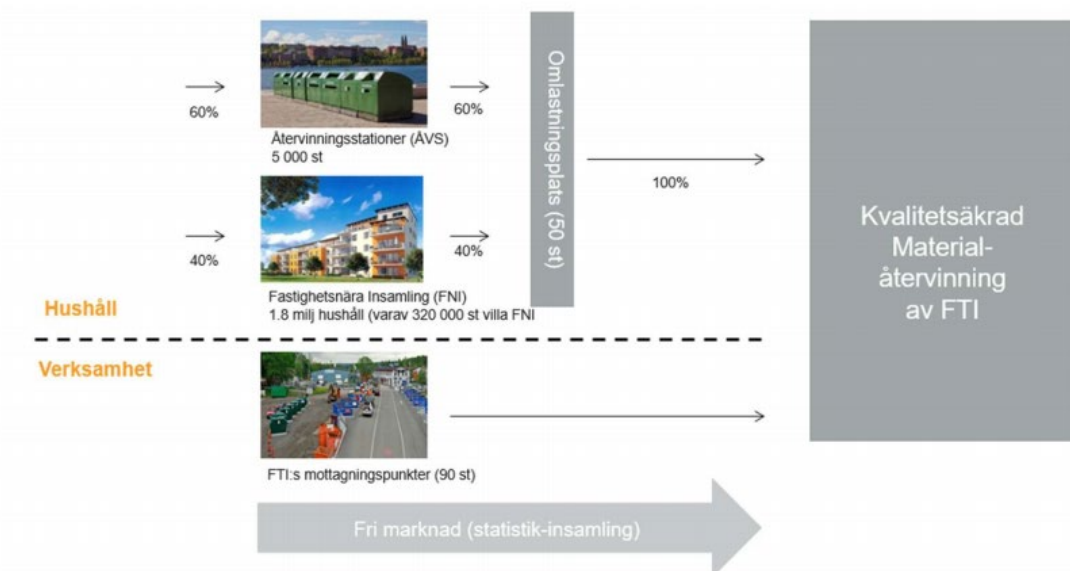 60%
Återvinningsstationer (ÅVS)
5 000 st
60%
Omlastningsplats (50 st)
100%
40%
Fastighetsnära Insamling (FNI)
1.8 milj hushåll (varav 320 000 st villa FNI
40%
Hushåll
Verksamhet
FTI:s mottagningspunkter (90 st)
Fri marknad (statistik-insamling)
Kvalitetsäkrad
Material-
återvinning
av FTI